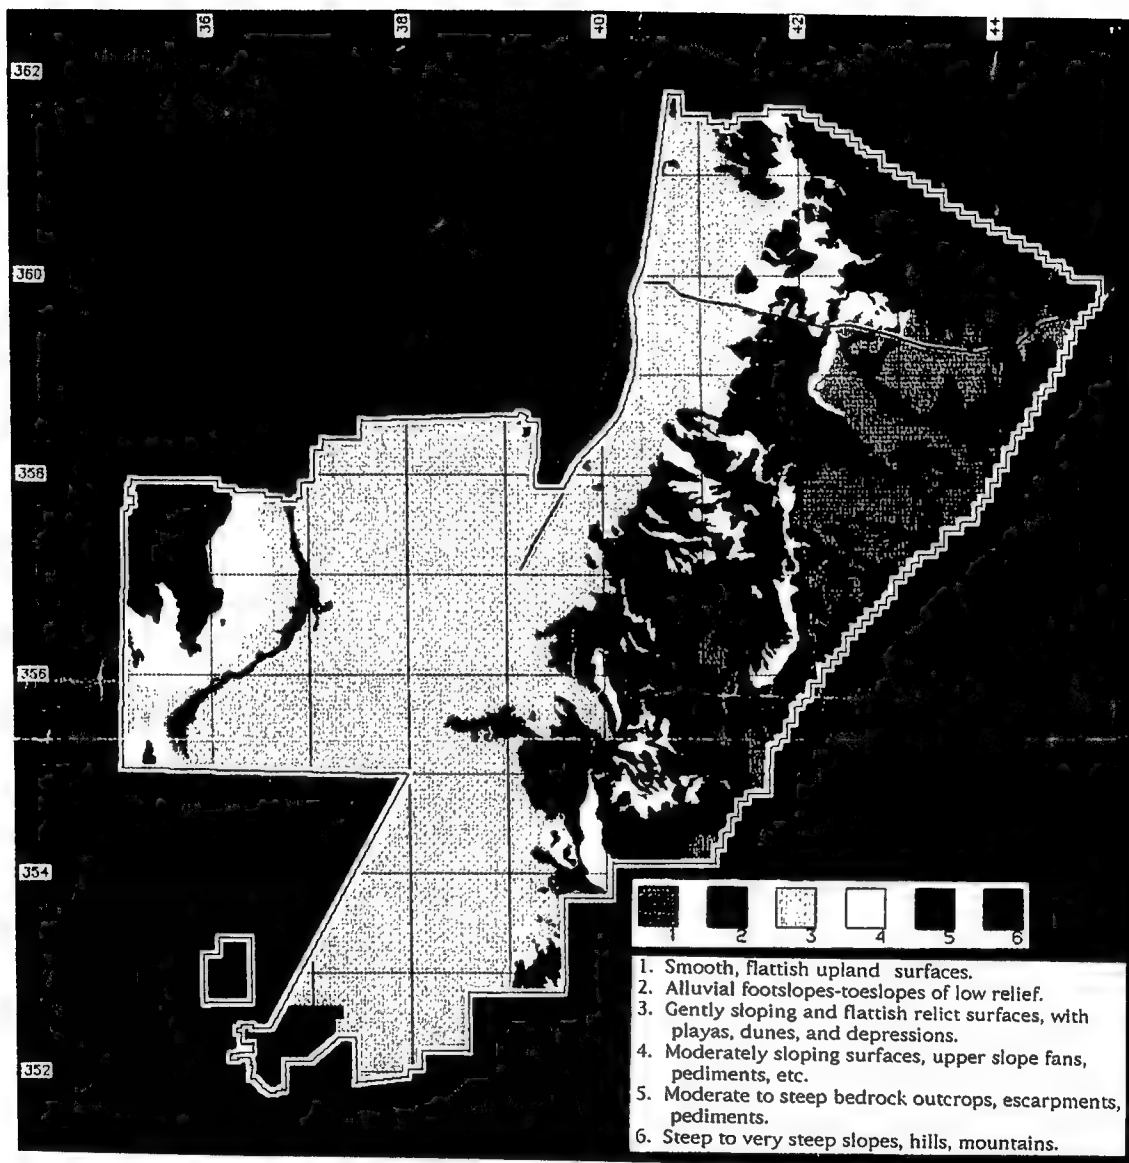 36
38
40
42
44
362
360
358
356
354
352
1 2 3 4 5 6
1. Smooth, flattish upland surfaces.
2. Alluvial footslopes-toeslopes of low relief.
3. Gently sloping and flattish relict surfaces, with
playas, dunes, and depressions.
4. Moderately sloping surfaces, upper slope fans,
pediments, etc.
5. Moderate to steep bedrock outcrops, escarpments,
pediments.
6. Steep to very steep slopes, hills, mountains.